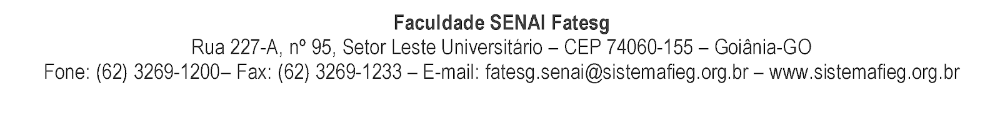 Faculdade SENAI Fatesg
Rua 227-A, nº 95, Setor Leste Universitário – CEP 74060-155 – Goiânia-GO
Fone: (62) 3269-1200– Fax: (62) 3269-1233 – E-mail: fatesg.senai@sistemafieg.org.br – www.sistemafieg.org.br